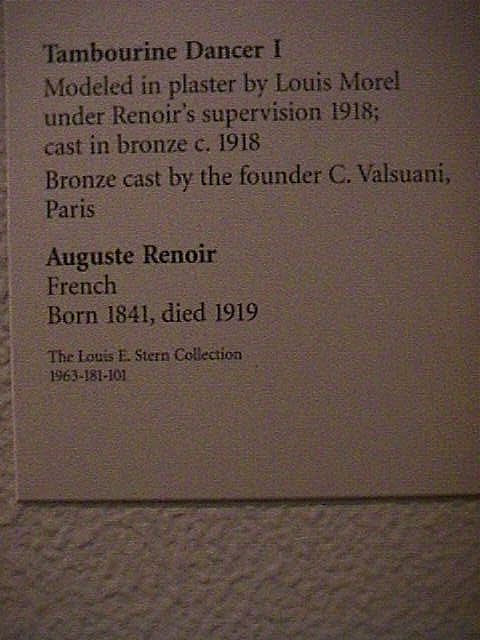 Tambourine Dancer I
Modeled in plaster by Louis Morel
under Renoir's supervision 1918;
cast in bronze c. 1918
Bronze cast by the founder C. Valsuani,
Paris
Auguste Renoir
French
Born 1841, died 1919
The Louis E. Stern Collection
1963-181-101